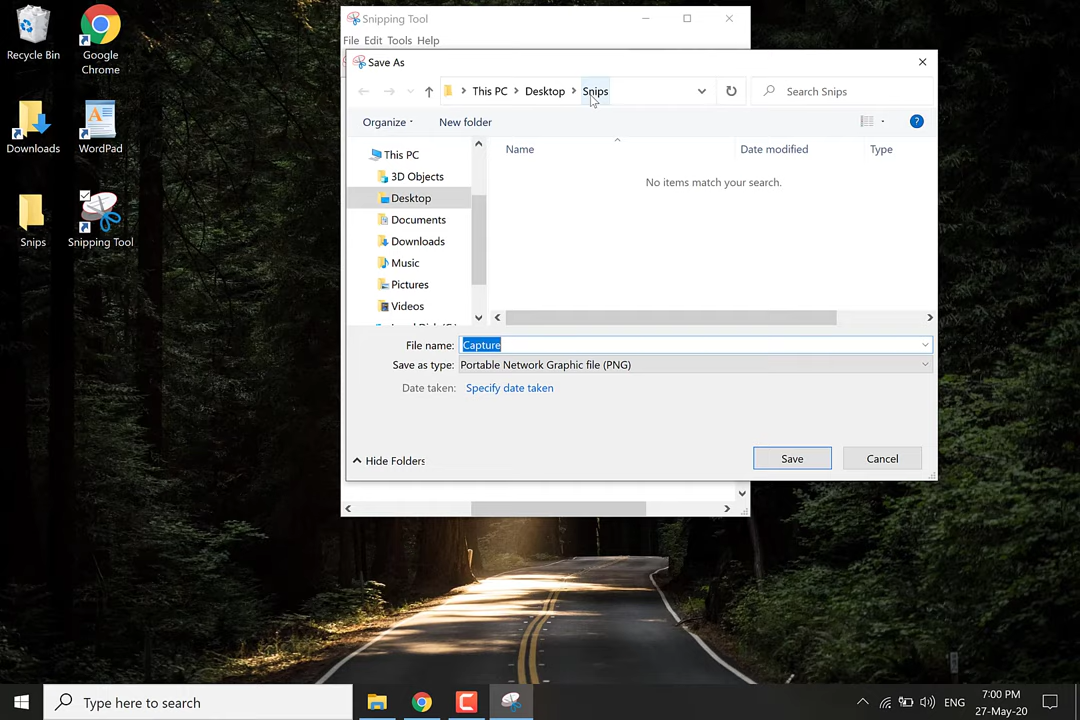 Recycle Bin
Google
Chrome
Downloads
WordPad
Snips
Snipping Tool
Snipping Tool
File Edit Tools Help
Save As
This PC > Desktop > Snips
Search Snips
Organize
New folder
Name
Date modified
Type
No items match your search.
This PC
3D Objects
Desktop
Documents
Downloads
Music
Pictures
Videos
File name: Capture
Save as type: Portable Network Graphic file (PNG)
Date taken: Specify date taken
Hide Folders
Save
Cancel
Type here to search
ENG
7:00 PM
27-May-20